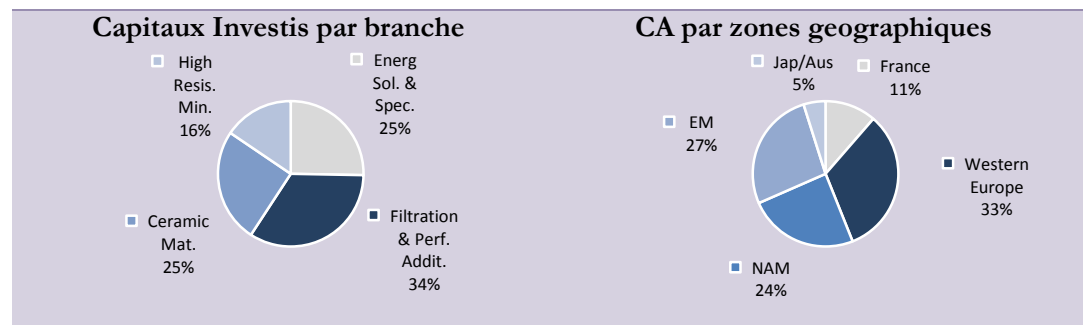 Capitaux Investis par branche
High
Resis.
Min.
16%
Energ
Sol. &
Spec.
25%
Ceramic
Mat.
25%
Filtration
& Perf.
Addit.
34%
CA par zones geographiques
Jap/Aus
5%
France
11%
EM
27%
Western
Europe
33%
NAM
24%